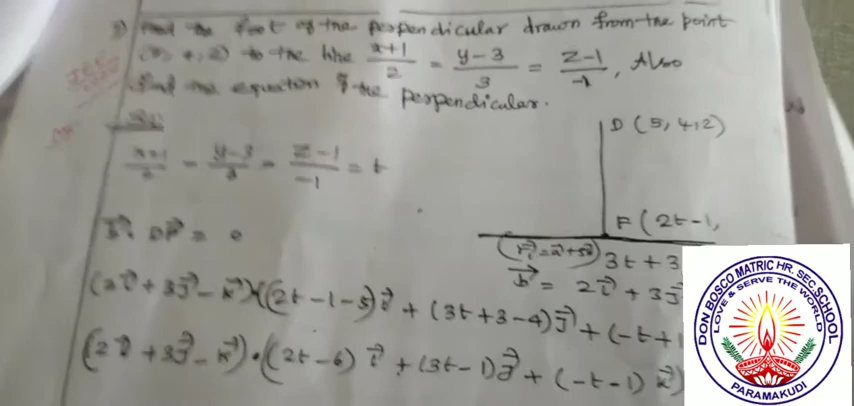 Find the foot of the perpendicular drawn from the point
(5, 4, 2) to the line x+1/2 = y-3/3 = z-1/-1, Also
find the equation of the perpendicular.
x+1/2 = y-3/3 = z-1/-1 = t
D (5, 4, 2)
F (2t-1,
3t+3
b⃗ · DF⃗ = 0
(r⃗ = a⃗ + sb⃗)
b⃗ = 2i⃗ + 3j⃗
(2i⃗ + 3j⃗ - k⃗)·((2t-1-5)i⃗ + (3t+3-4)j⃗ + (-t+1
(2i⃗ + 3j⃗ - k⃗)·((2t-6)i⃗ + (3t-1)j⃗ + (-t-1)k⃗)
DON BOSCO MATRIC HR. SEC. SCHOOL
LOVE & SERVE THE WORLD
PARAMAKUDI